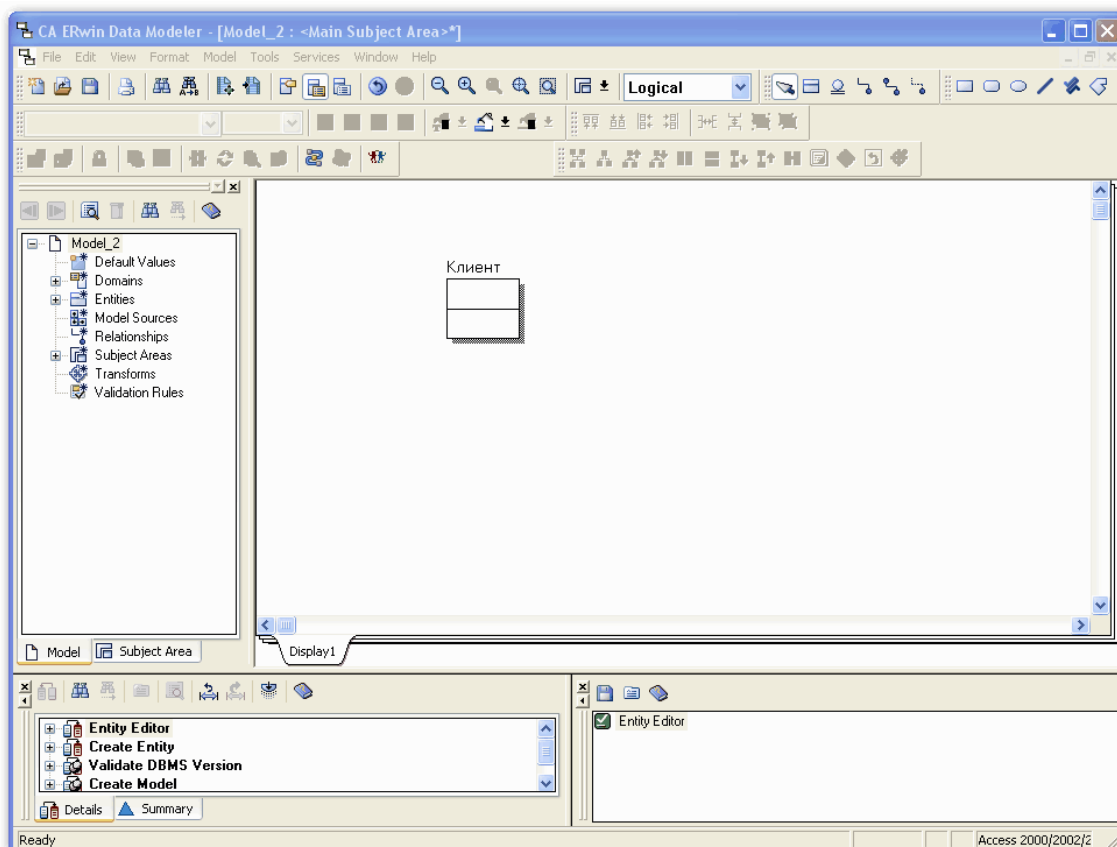 CA ERwin Data Modeler - [Model_2 : <Main Subject Area>*]
File Edit View Format Model Tools Services Window Help
Logical
Model_2
Default Values
Domains
Entities
Model Sources
Relationships
Subject Areas
Transforms
Validation Rules
Клиент
Model Subject Area
Display1
Entity Editor
Create Entity
Validate DBMS Version
Create Model
Details Summary
Entity Editor
Ready
Access 2000/2002/2